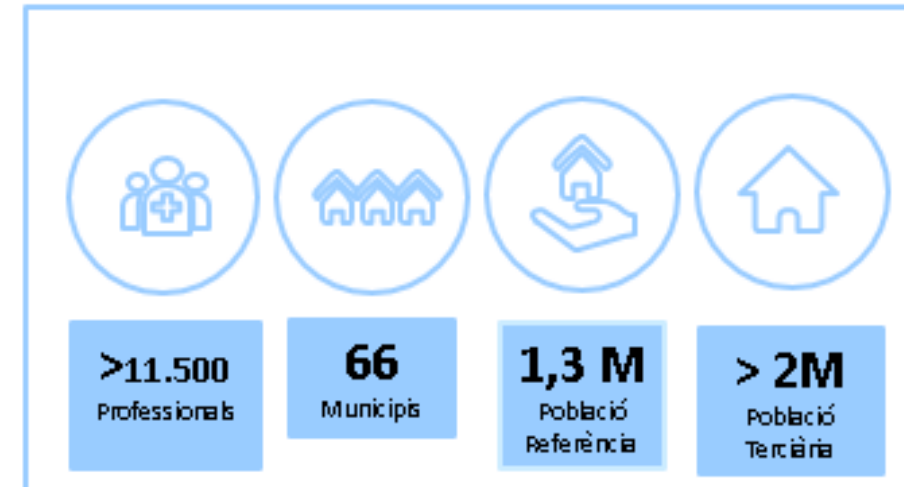 >11.500
Professionals
66
Municipis
1,3 M
Població
Referència
> 2M
Població
Terciària